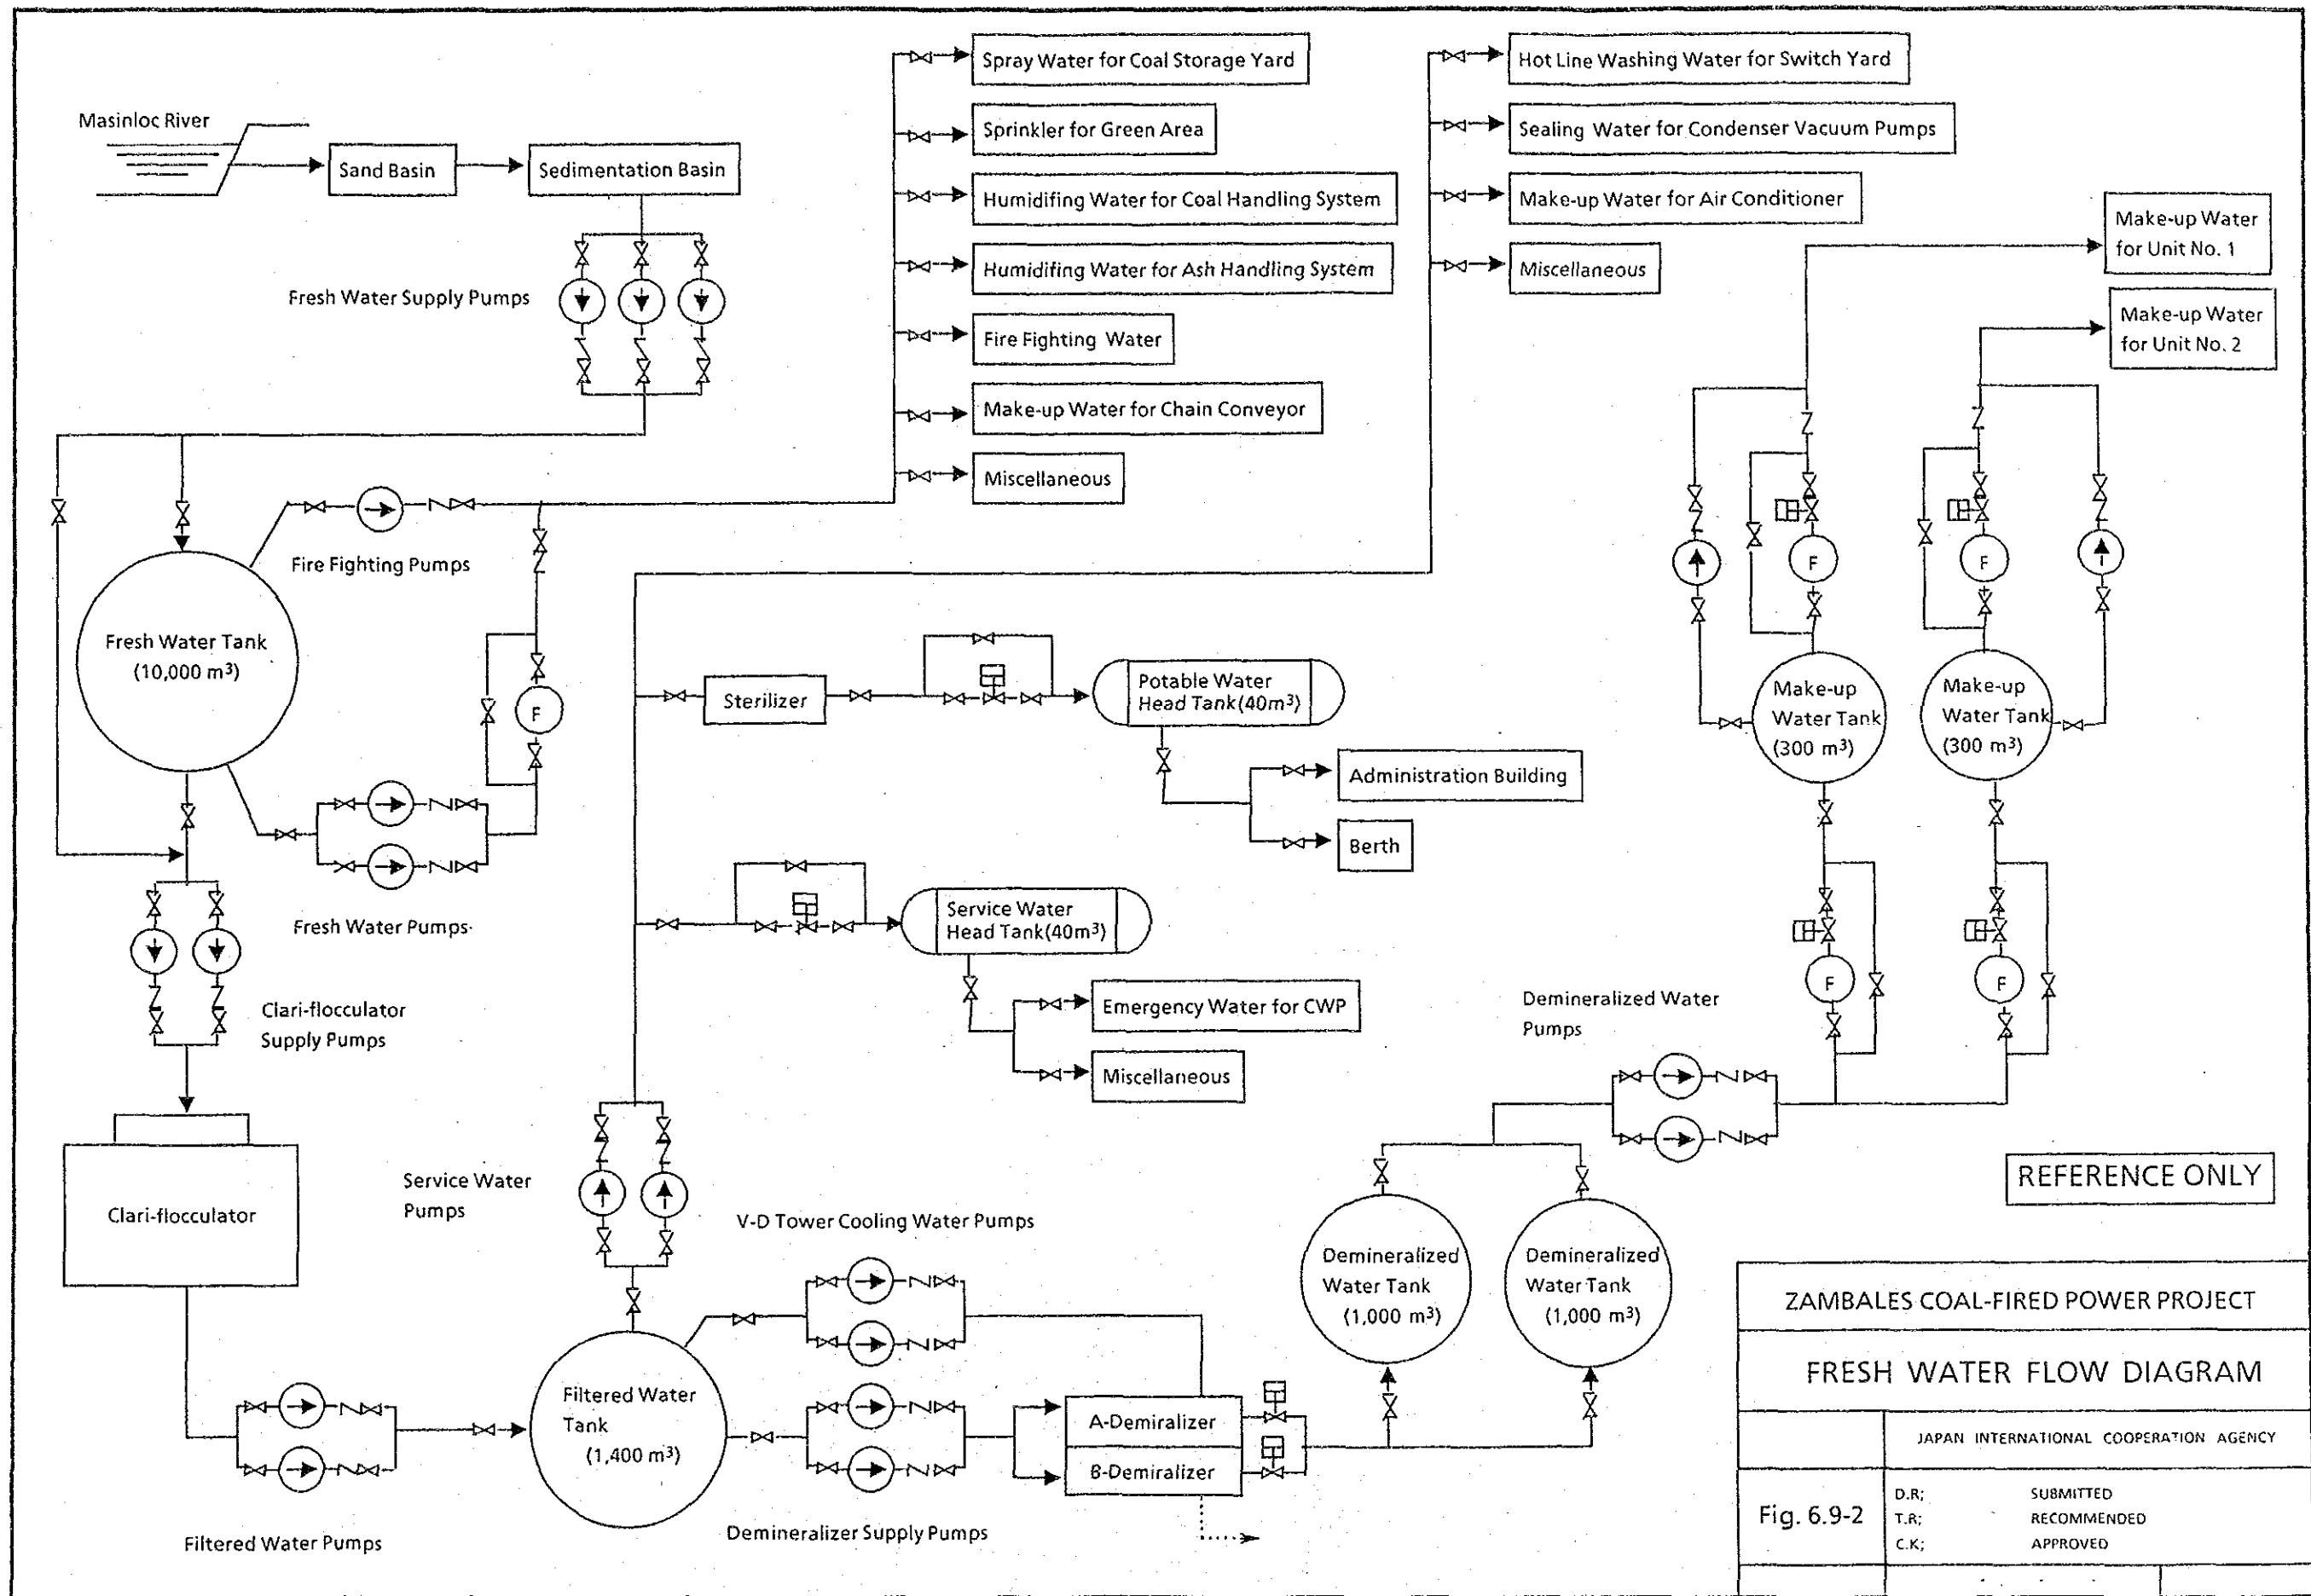 Masinloc River
Sand Basin
Sedimentation Basin
Fresh Water Supply Pumps
Spray Water for Coal Storage Yard
Sprinkler for Green Area
Humidifing Water for Coal Handling System
Humidifing Water for Ash Handling System
Fire Fighting Water
Make-up Water for Chain Conveyor
Miscellaneous
Hot Line Washing Water for Switch Yard
Sealing Water for Condenser Vacuum Pumps
Make-up Water for Air Conditioner
Miscellaneous
Make-up Water
for Unit No. 1
Make-up Water
for Unit No. 2
Fire Fighting Pumps
Fresh Water Tank
(10,000 m³)
F
Fresh Water Pumps
Clari-flocculator
Supply Pumps
Clari-flocculator
Filtered Water Pumps
Sterilizer
Potable Water
Head Tank(40m³)
Administration Building
Berth
Service Water
Head Tank(40m³)
Emergency Water for CWP
Miscellaneous
Service Water
Pumps
V-D Tower Cooling Water Pumps
Filtered Water
Tank
(1,400 m³)
Demineralizer Supply Pumps
A-Demiralizer
B-Demiralizer
Demineralized
Water Tank
(1,000 m³)
Demineralized
Water Tank
(1,000 m³)
Demineralized Water
Pumps
F
F
Make-up
Water Tank
(300 m³)
Make-up
Water Tank
(300 m³)
F
F
REFERENCE ONLY
ZAMBALES COAL-FIRED POWER PROJECT
FRESH WATER FLOW DIAGRAM
JAPAN INTERNATIONAL COOPERATION AGENCY
Fig. 6.9-2
D.R; SUBMITTED
T.R; RECOMMENDED
C.K; APPROVED